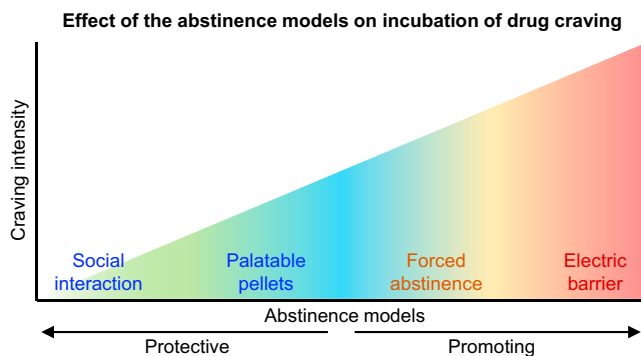 Effect of the abstinence models on incubation of drug craving
Craving intensity
Social interaction
Palatable pellets
Forced abstinence
Electric barrier
Abstinence models
Protective
Promoting